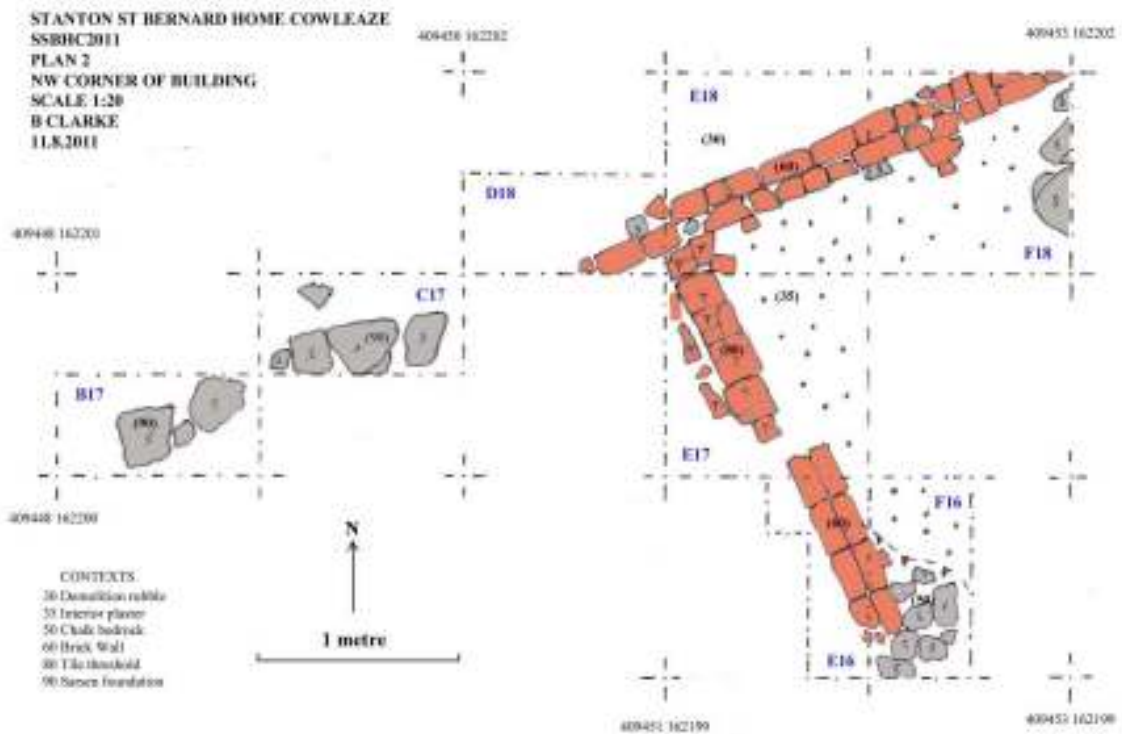 STANTON ST BERNARD HOME COWLEAZE
SSBHC2011
PLAN 2
NW CORNER OF BUILDING
SCALE 1:20
B CLARKE
11.8.2011
409450 162202
409453 162202
E18
(30)
(60)
D18
409448 162201
F18
C17
(35)
(90)
B17
(90)
E17
F16
409448 162200
N
CONTEXTS
30 Demolition rubble
35 Interior plaster
50 Chalk bedrock
60 Brick Wall
80 Tile threshold
90 Sarsen foundation
1 metre
E16
409451 162199
409453 162199